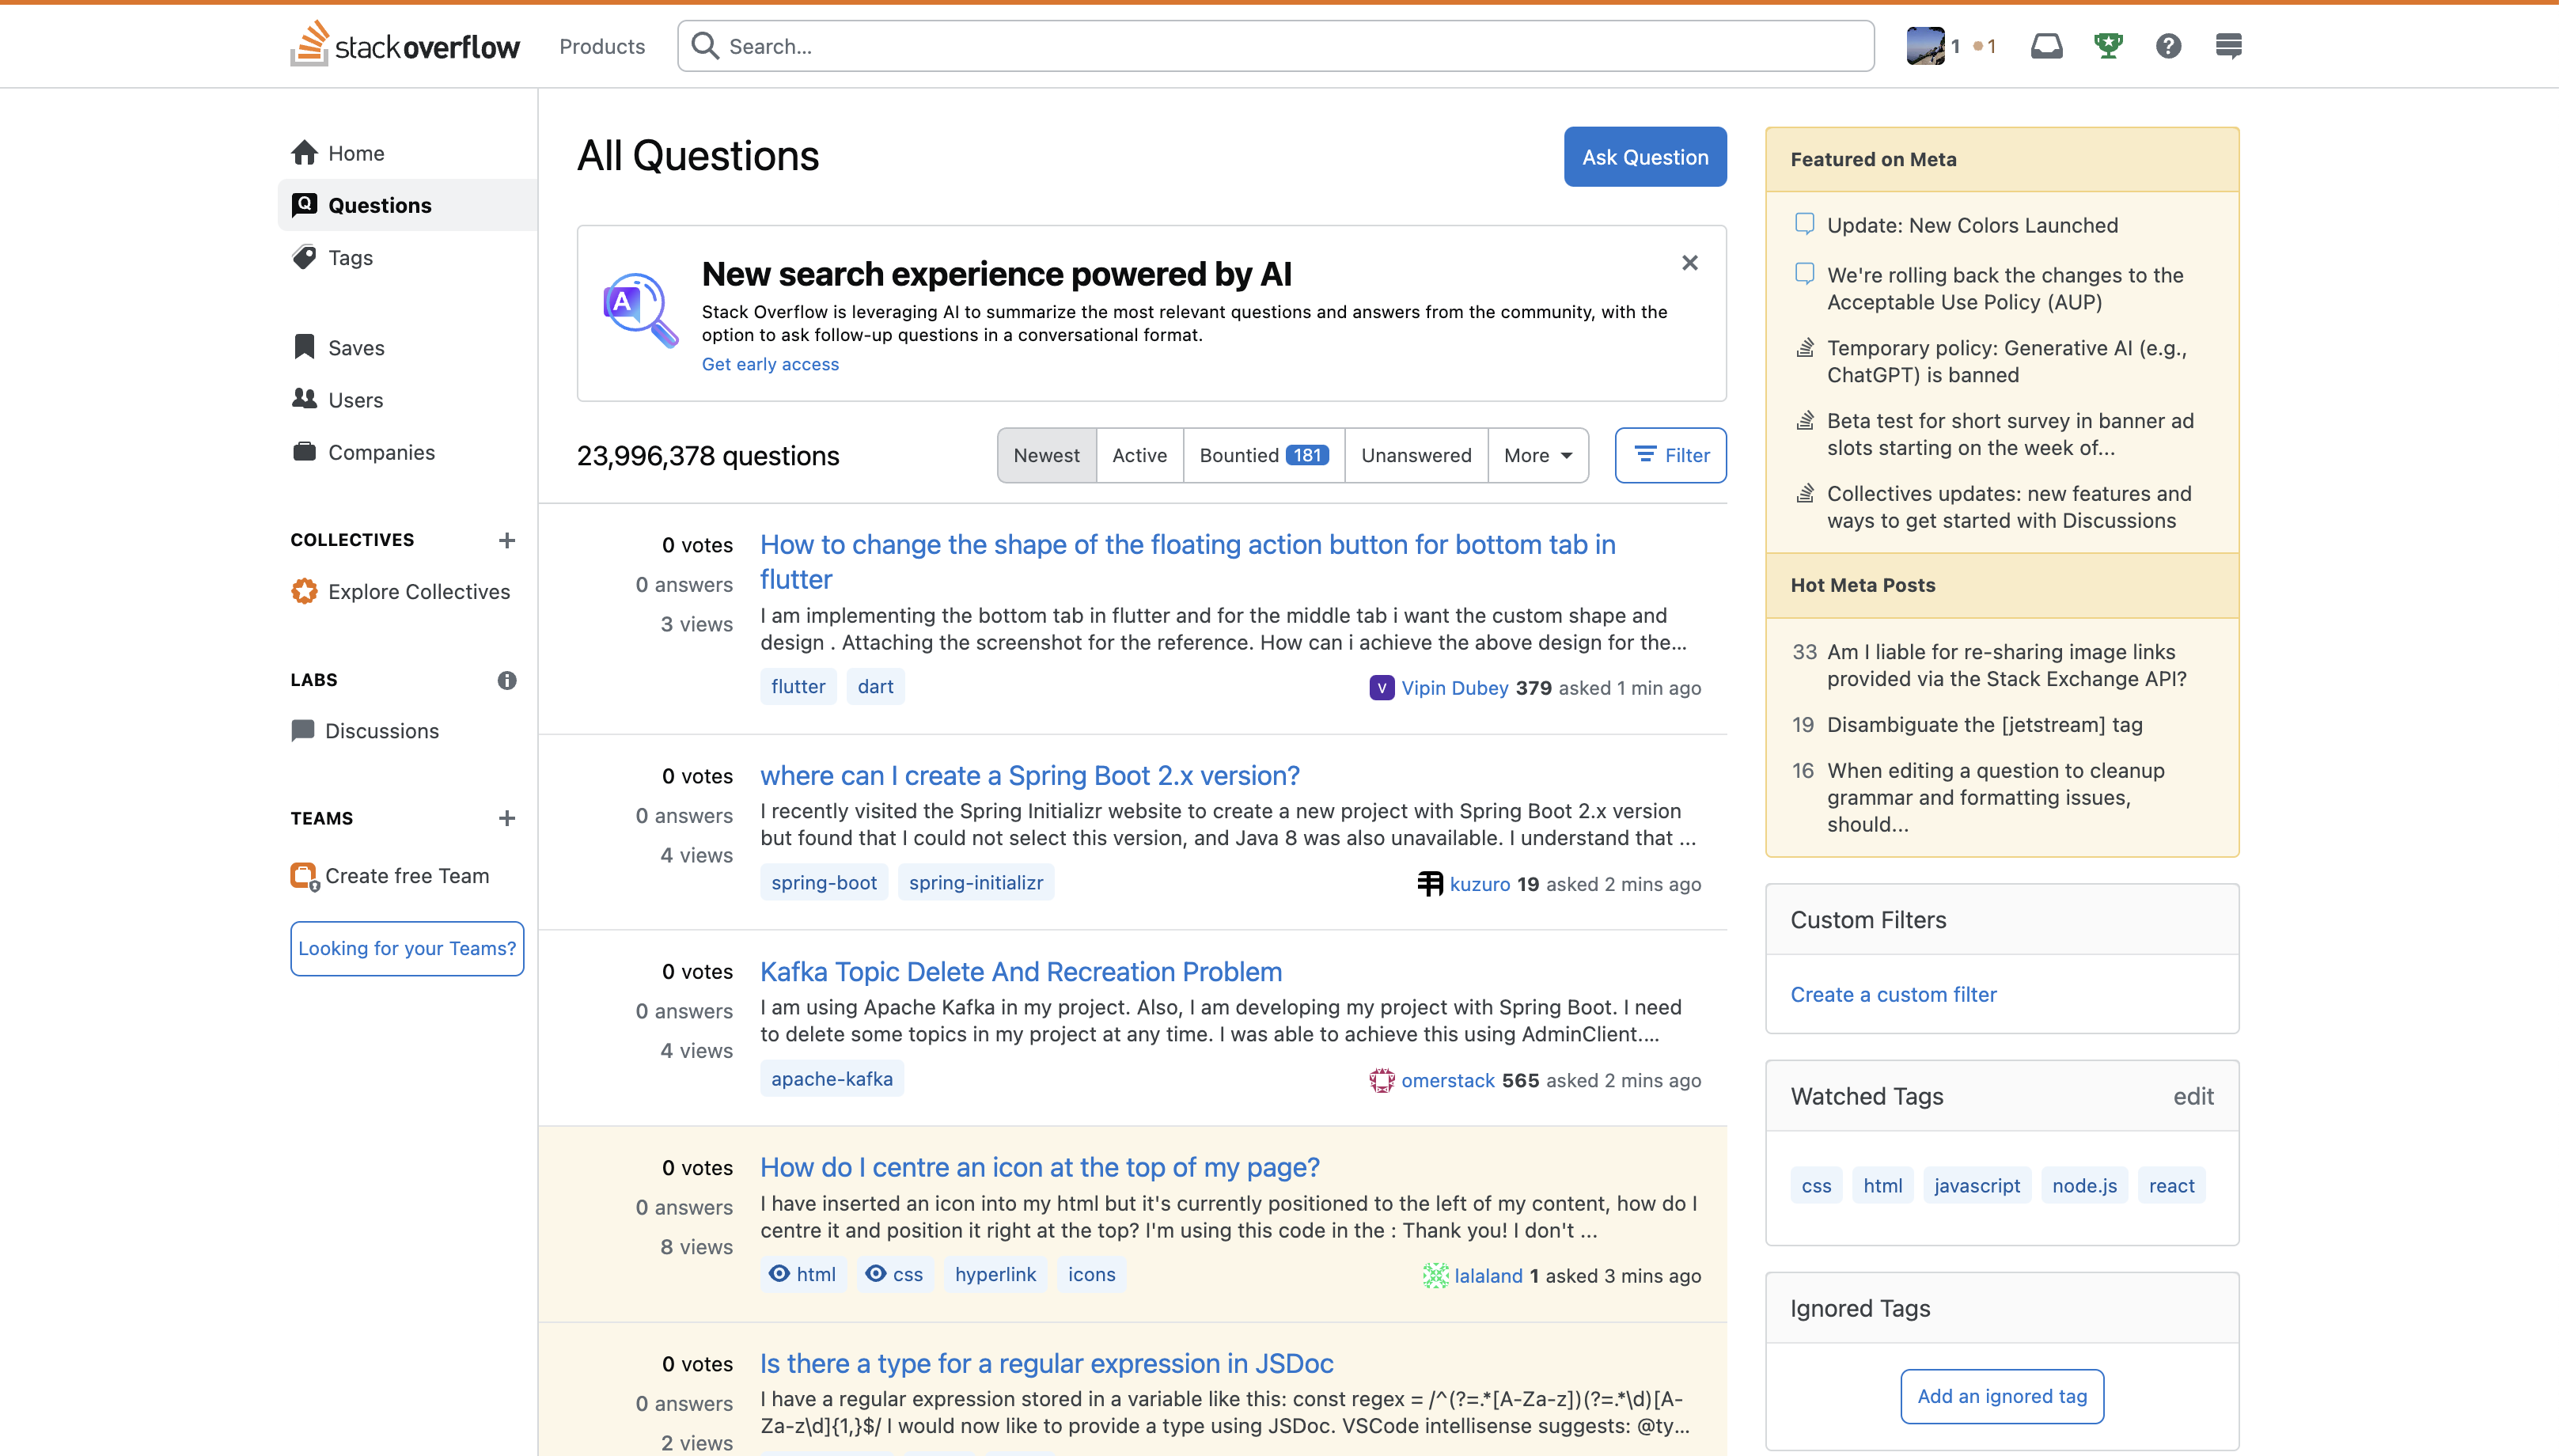 stackoverflow
Products
Search...
1 1
Home
Questions
Tags
Saves
Users
Companies
COLLECTIVES
Explore Collectives
LABS
Discussions
TEAMS
Create free Team
Looking for your Teams?
All Questions
Ask Question
New search experience powered by AI
Stack Overflow is leveraging AI to summarize the most relevant questions and answers from the community, with the
option to ask follow-up questions in a conversational format.
Get early access
23,996,378 questions
Newest Active Bountied 181 Unanswered More
Filter
0 votes
0 answers
3 views
How to change the shape of the floating action button for bottom tab in
flutter
I am implementing the bottom tab in flutter and for the middle tab i want the custom shape and
design . Attaching the screenshot for the reference. How can i achieve the above design for the...
flutter dart
V Vipin Dubey 379 asked 1 min ago
0 votes
0 answers
4 views
where can I create a Spring Boot 2.x version?
I recently visited the Spring Initializr website to create a new project with Spring Boot 2.x version
but found that I could not select this version, and Java 8 was also unavailable. I understand that ...
spring-boot spring-initializr
kuzuro 19 asked 2 mins ago
0 votes
0 answers
4 views
Kafka Topic Delete And Recreation Problem
I am using Apache Kafka in my project. Also, I am developing my project with Spring Boot. I need
to delete some topics in my project at any time. I was able to achieve this using AdminClient....
apache-kafka
omerstack 565 asked 2 mins ago
0 votes
0 answers
8 views
How do I centre an icon at the top of my page?
I have inserted an icon into my html but it's currently positioned to the left of my content, how do I
centre it and position it right at the top? I'm using this code in the : Thank you! I don't ...
html css hyperlink icons
lalaland 1 asked 3 mins ago
0 votes
0 answers
2 views
Is there a type for a regular expression in JSDoc
I have a regular expression stored in a variable like this: const regex = /^(?=.*[A-Za-z])(?=.*\d)[A-
Za-z\d]{1,}$/ I would now like to provide a type using JSDoc. VSCode intellisense suggests: @ty...
Featured on Meta
Update: New Colors Launched
We're rolling back the changes to the
Acceptable Use Policy (AUP)
Temporary policy: Generative AI (e.g.,
ChatGPT) is banned
Beta test for short survey in banner ad
slots starting on the week of...
Collectives updates: new features and
ways to get started with Discussions
Hot Meta Posts
33 Am I liable for re-sharing image links
provided via the Stack Exchange API?
19 Disambiguate the [jetstream] tag
16 When editing a question to cleanup
grammar and formatting issues,
should...
Custom Filters
Create a custom filter
Watched Tags
edit
css html javascript node.js react
Ignored Tags
Add an ignored tag